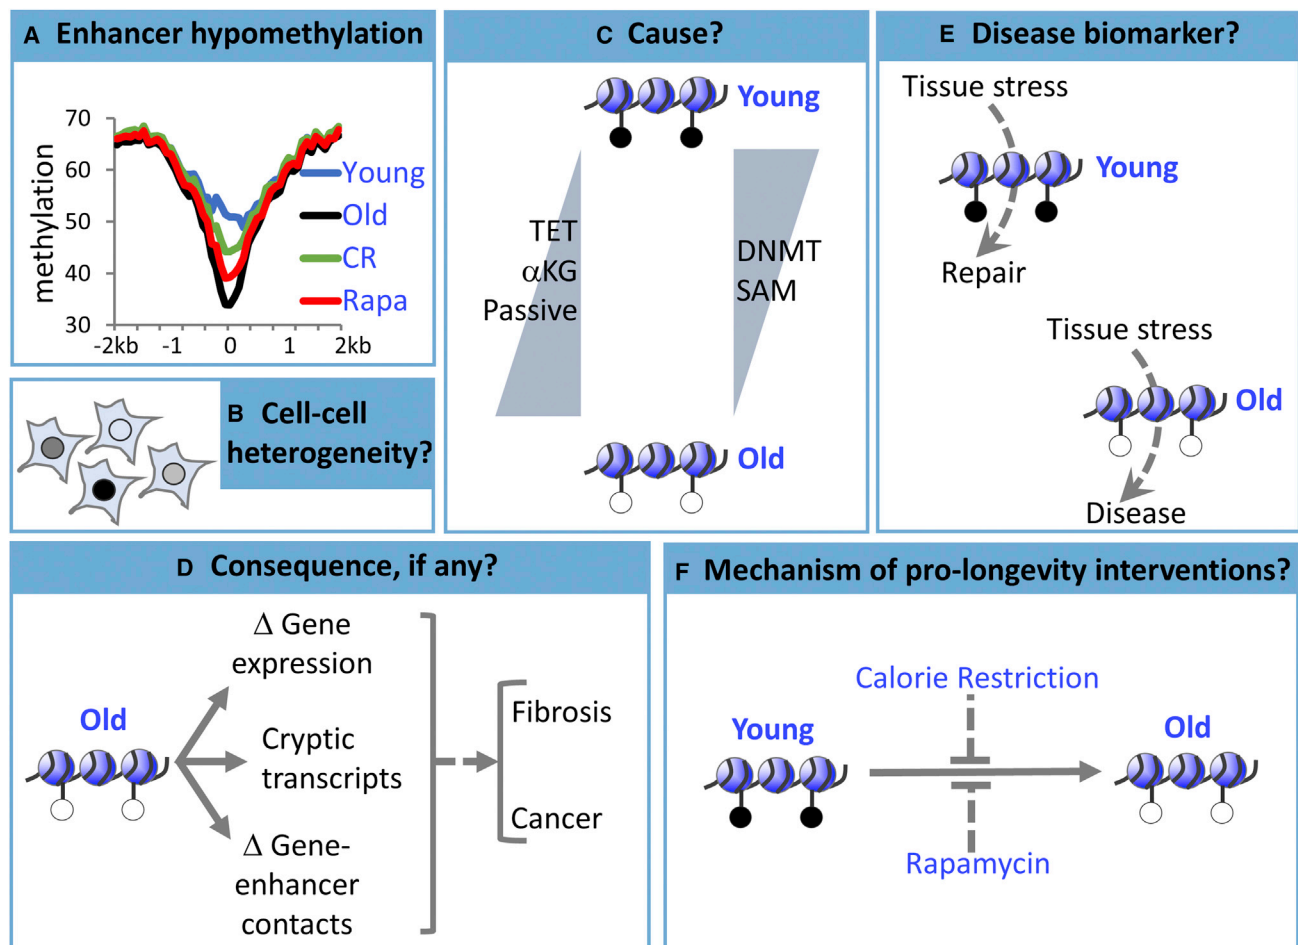 A Enhancer hypomethylation
methylation
70
60
50
40
30
-2kb -1 0 1 2kb
Young
Old
CR
Rapa
B Cell-cell
heterogeneity?
C Cause?
Young
TET
αKG
Passive
DNMT
SAM
Old
E Disease biomarker?
Tissue stress
Young
Repair
Tissue stress
Old
Disease
D Consequence, if any?
Old
Δ Gene
expression
Cryptic
transcripts
Δ Gene-
enhancer
contacts
Fibrosis
Cancer
F Mechanism of pro-longevity interventions?
Calorie Restriction
Young
Old
Rapamycin